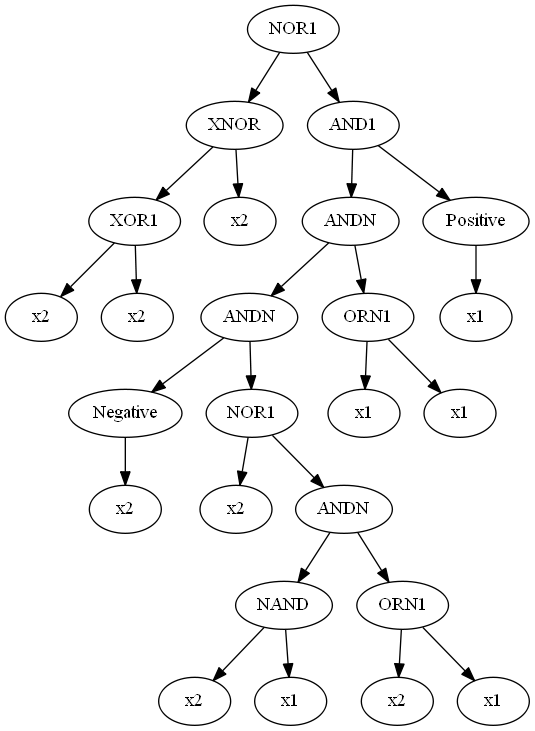 NOR1
XNOR AND1
XOR1 x2 ANDN Positive
x2 x2 ANDN ORN1 x1
Negative NOR1 x1 x1
x2 x2 ANDN
NAND ORN1
x2 x1 x2 x1